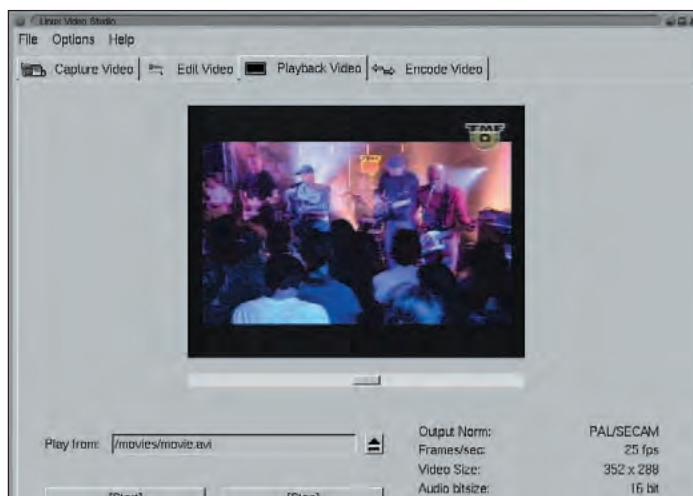 Linux Video Studio
File Options Help
Capture Video Edit Video Playback Video Encode Video
TMF
Play from: /movies/movie.avi
Output Norm: PAL/SECAM
Frames/sec: 25 fps
Video Size: 352 x 288
Audio bitsize: 16 bit
[Start] [Stop]